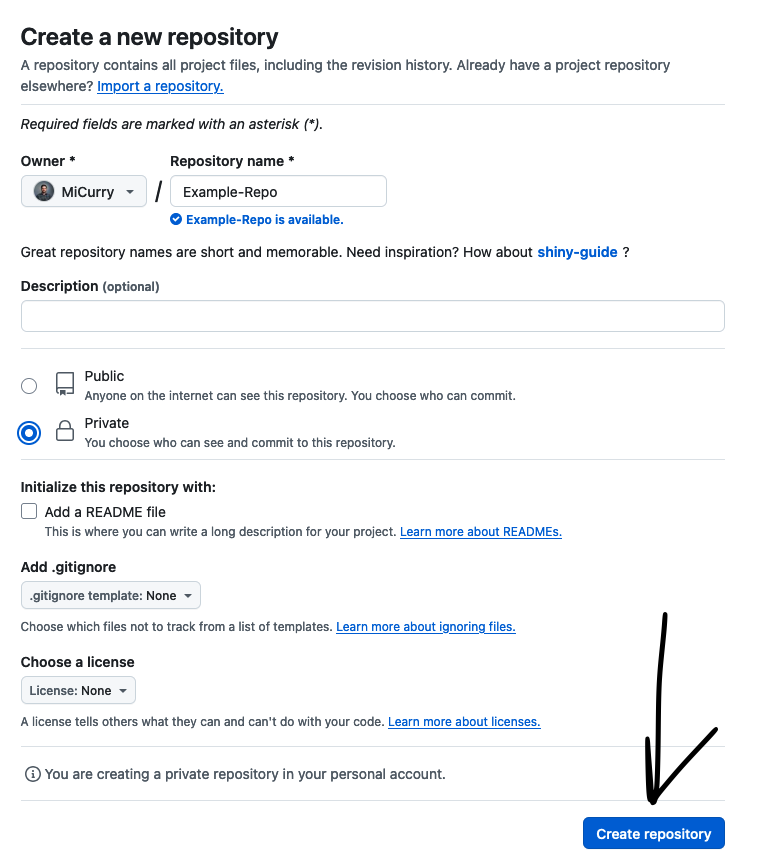 Create a new repository
A repository contains all project files, including the revision history. Already have a project repository
elsewhere? Import a repository.
Required fields are marked with an asterisk (*).
Owner * Repository name *
MiCurry / Example-Repo
Example-Repo is available.
Great repository names are short and memorable. Need inspiration? How about shiny-guide ?
Description (optional)
Public
Anyone on the internet can see this repository. You choose who can commit.
Private
You choose who can see and commit to this repository.
Initialize this repository with:
Add a README file
This is where you can write a long description for your project. Learn more about READMEs.
Add .gitignore
.gitignore template: None
Choose which files not to track from a list of templates. Learn more about ignoring files.
Choose a license
License: None
A license tells others what they can and can't do with your code. Learn more about licenses.
You are creating a private repository in your personal account.
Create repository